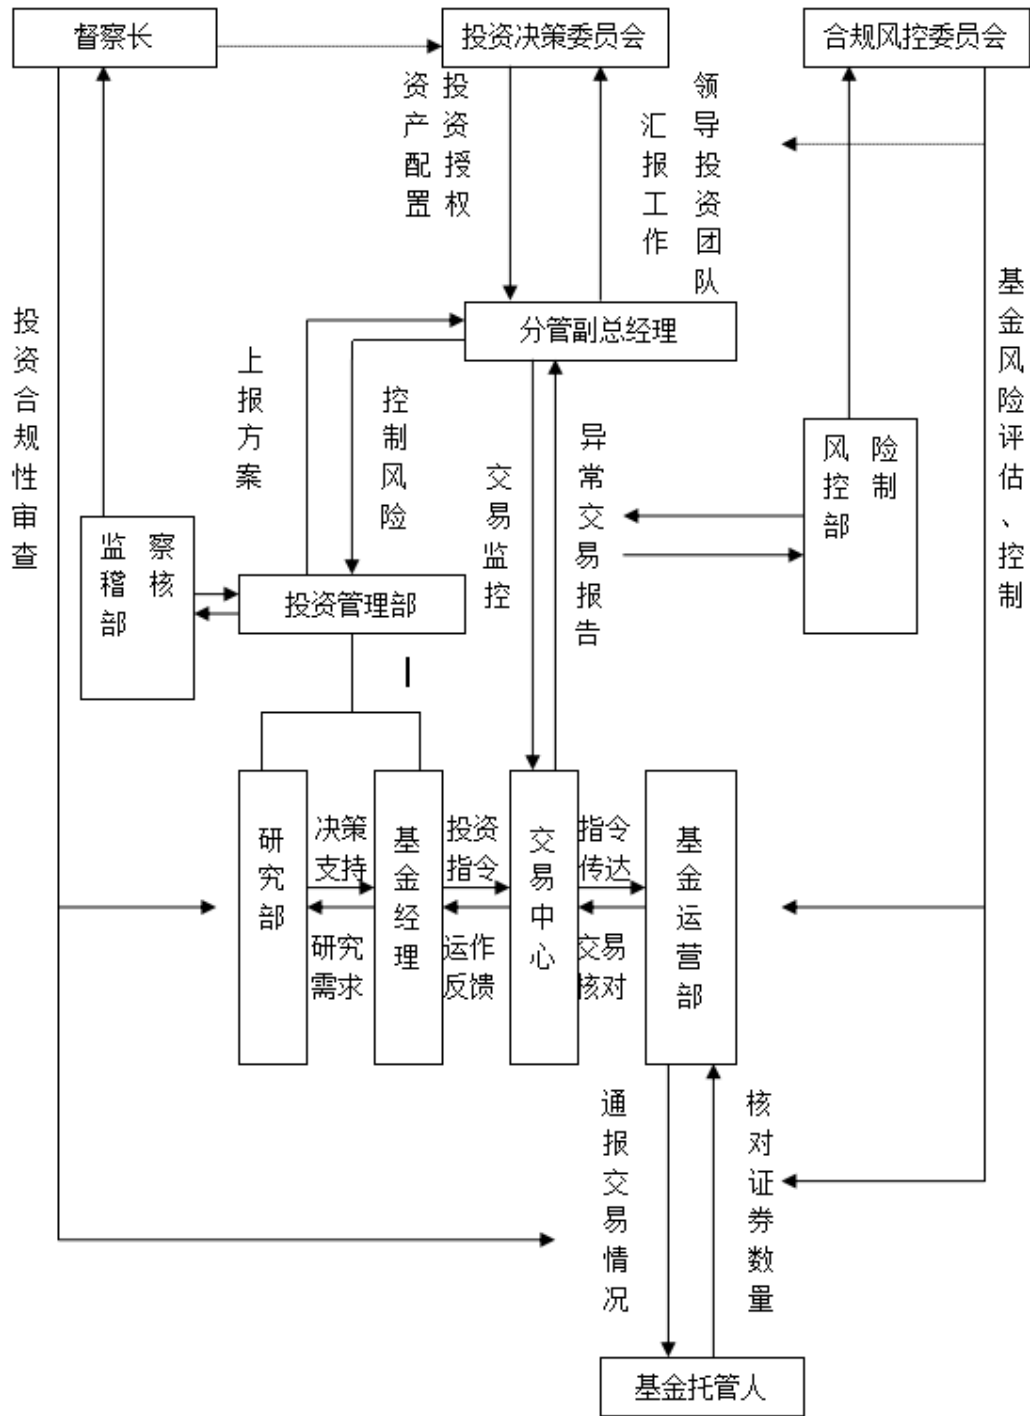 督察长
投资决策委员会
合规风控委员会
资产配置
投资授权
汇报工作
领导投资团队
分管副总经理
投资合规性审查
上报方案
控制风险
交易监控
异常交易报告
风险
控制
部
基金风险评估、控制
监察
稽核
部
投资管理部
研究部
决策
支持
研究
需求
基金经理
投资
指令
运作
反馈
交易中心
指令
传达
交易
核对
基金运营部
通报交易情况
核对证券数量
基金托管人